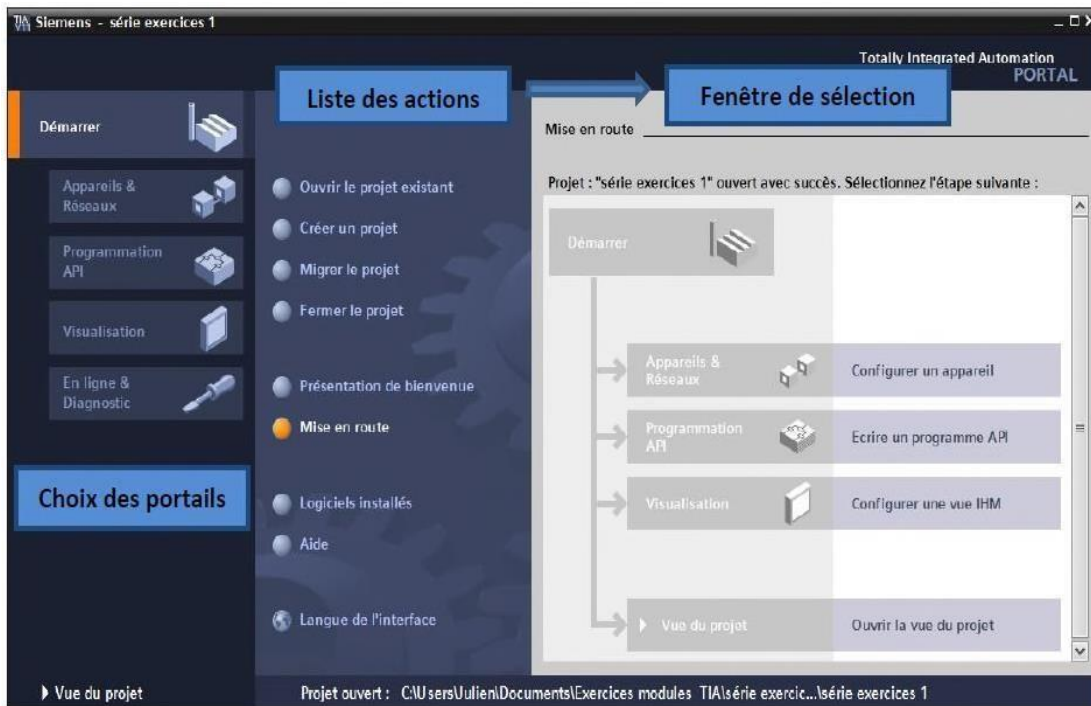 Siemens - série exercices 1
Totally Integrated Automation
PORTAL
Liste des actions
Fenêtre de sélection
Démarrer
Appareils &
Réseaux
Programmation
API
Visualisation
En ligne &
Diagnostic
Choix des portails
Vue du projet
Ouvrir le projet existant
Créer un projet
Migrer le projet
Fermer le projet
Présentation de bienvenue
Mise en route
Logiciels installés
Aide
Langue de l'interface
Mise en route
Projet : "série exercices 1" ouvert avec succès. Sélectionnez l'étape suivante :
Démarrer
Appareils &
Réseaux
Configurer un appareil
Programmation
API
Ecrire un programme API
Visualisation
Configurer une vue IHM
Vue du projet
Ouvrir la vue du projet
Projet ouvert : C:\Users\Julien\Documents\Exercices modules TIA\série exercic...\série exercices 1